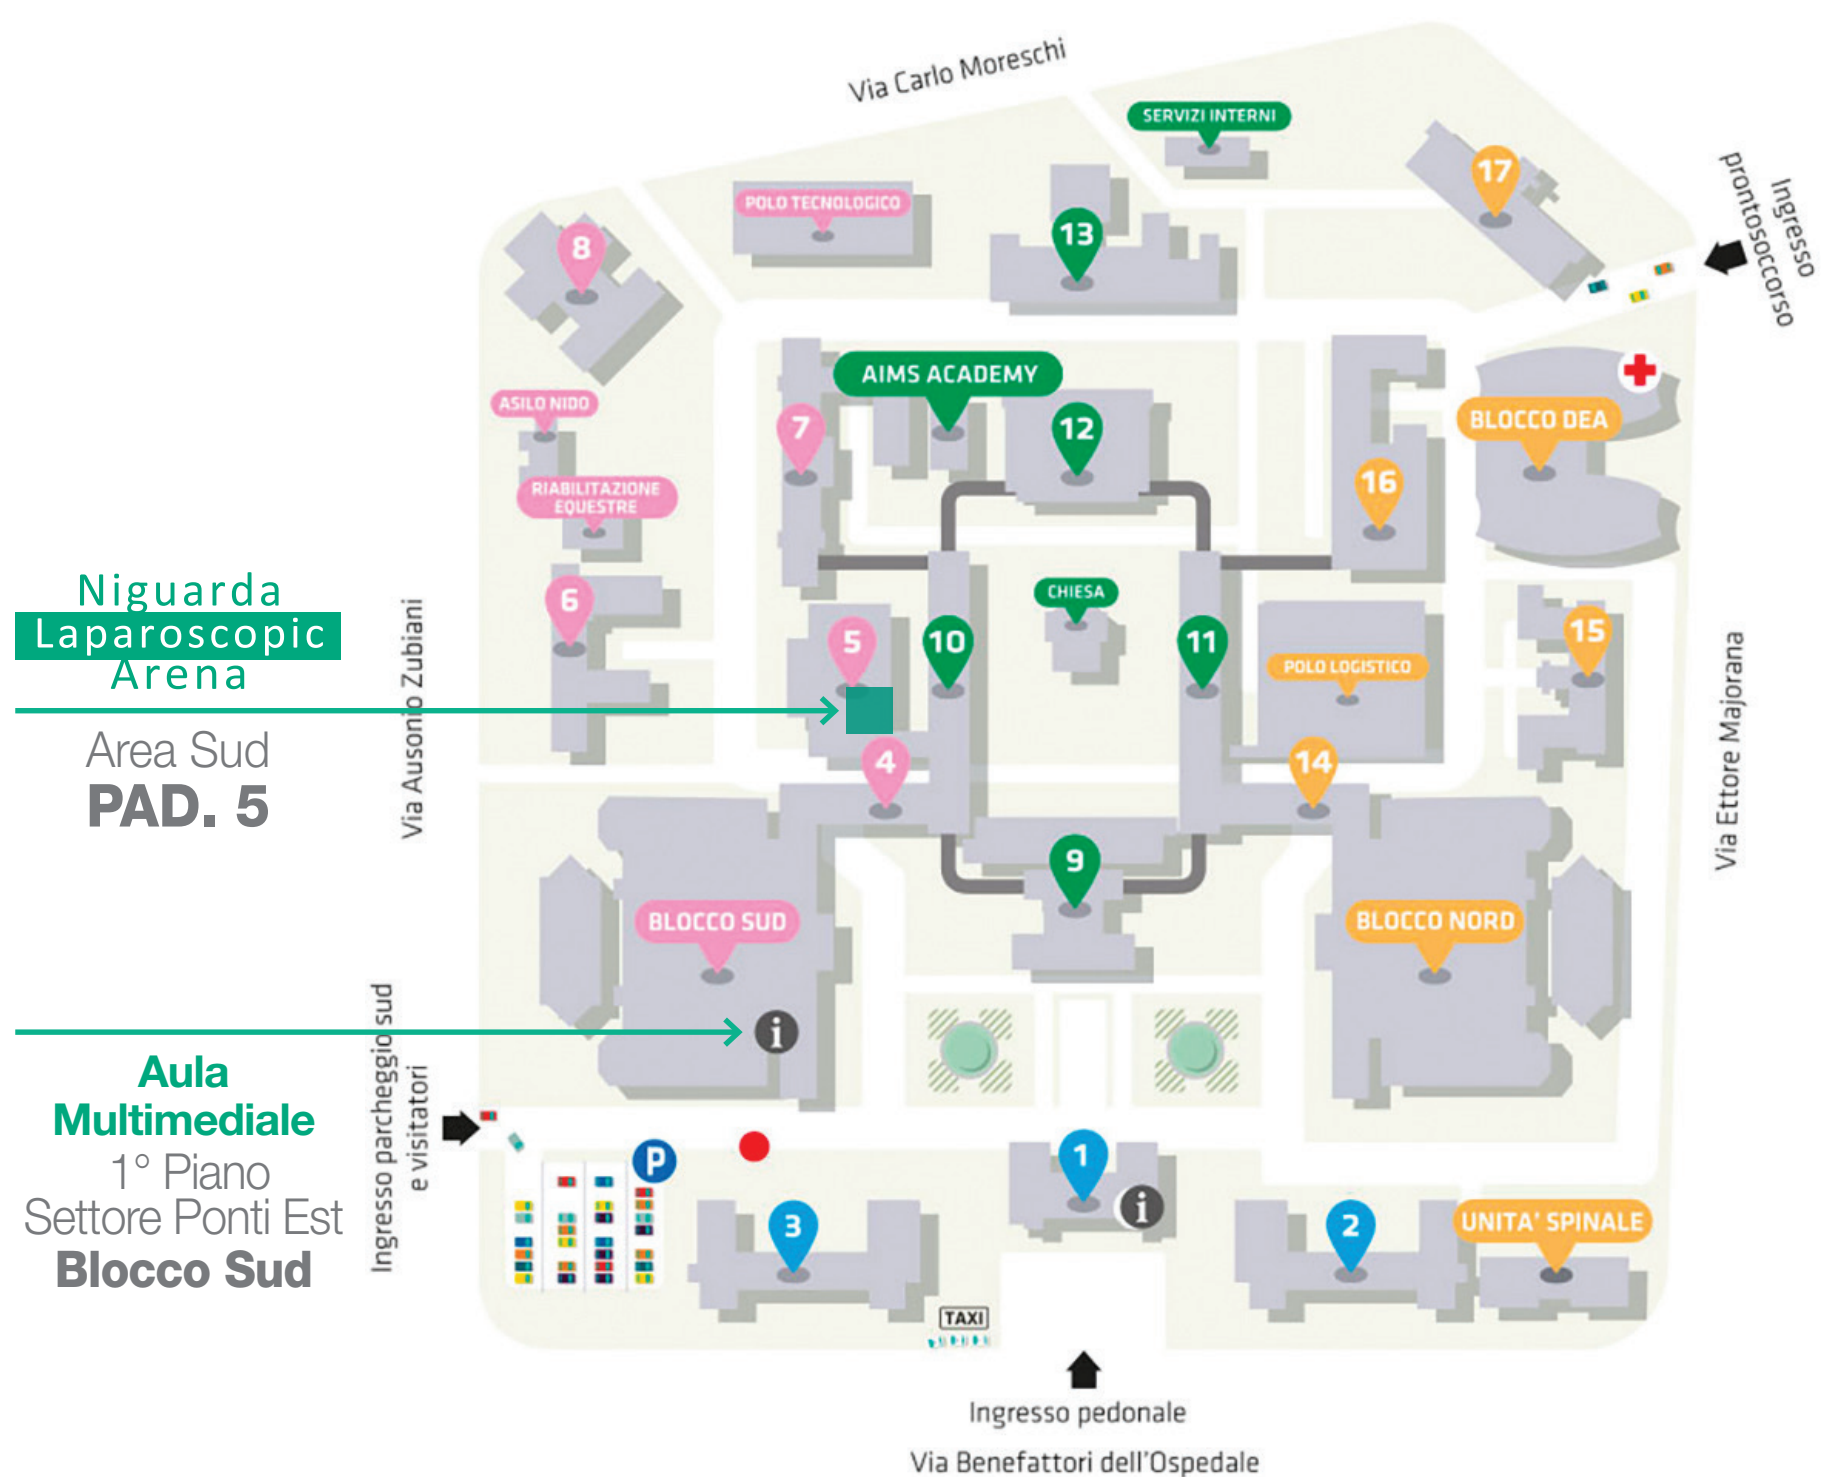 Via Carlo Moreschi
SERVIZI INTERNI
17
Ingresso
prontosoccorso
POLO TECNOLOGICO
13
8
AIMS ACADEMY
ASILO NIDO
7
12
BLOCCO DEA
RIABILITAZIONE
EQUESTRE
16
Niguarda
Laparoscopic
Arena
Area Sud
PAD. 5
Via Ausonio Zubiani
6
5
10
CHIESA
11
POLO LOGISTICO
15
Via Ettore Majorana
4
14
9
BLOCCO SUD
BLOCCO NORD
i
Aula
Multimediale
1° Piano
Settore Ponti Est
Blocco Sud
Ingresso parcheggio sud
e visitatori
P
1
i
3
2
UNITA' SPINALE
TAXI
Ingresso pedonale
Via Benefattori dell'Ospedale